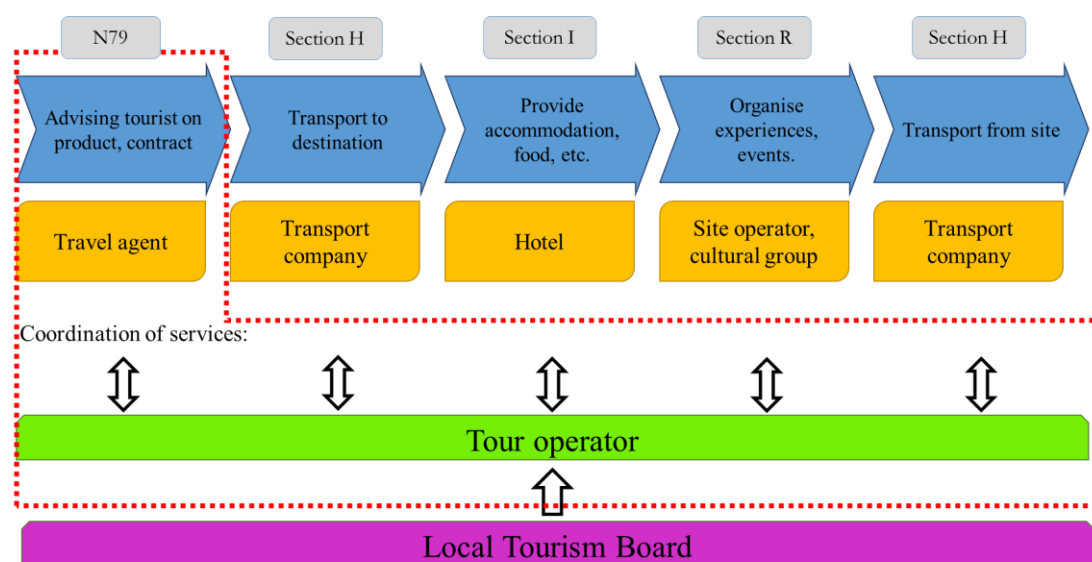 N79
Section H
Section I
Section R
Section H
Advising tourist on
product, contract
Transport to
destination
Provide
accommodation,
food, etc.
Organise
experiences,
events.
Transport from site
Travel agent
Transport
company
Hotel
Site operator,
cultural group
Transport
company
Coordination of services:
Tour operator
Local Tourism Board